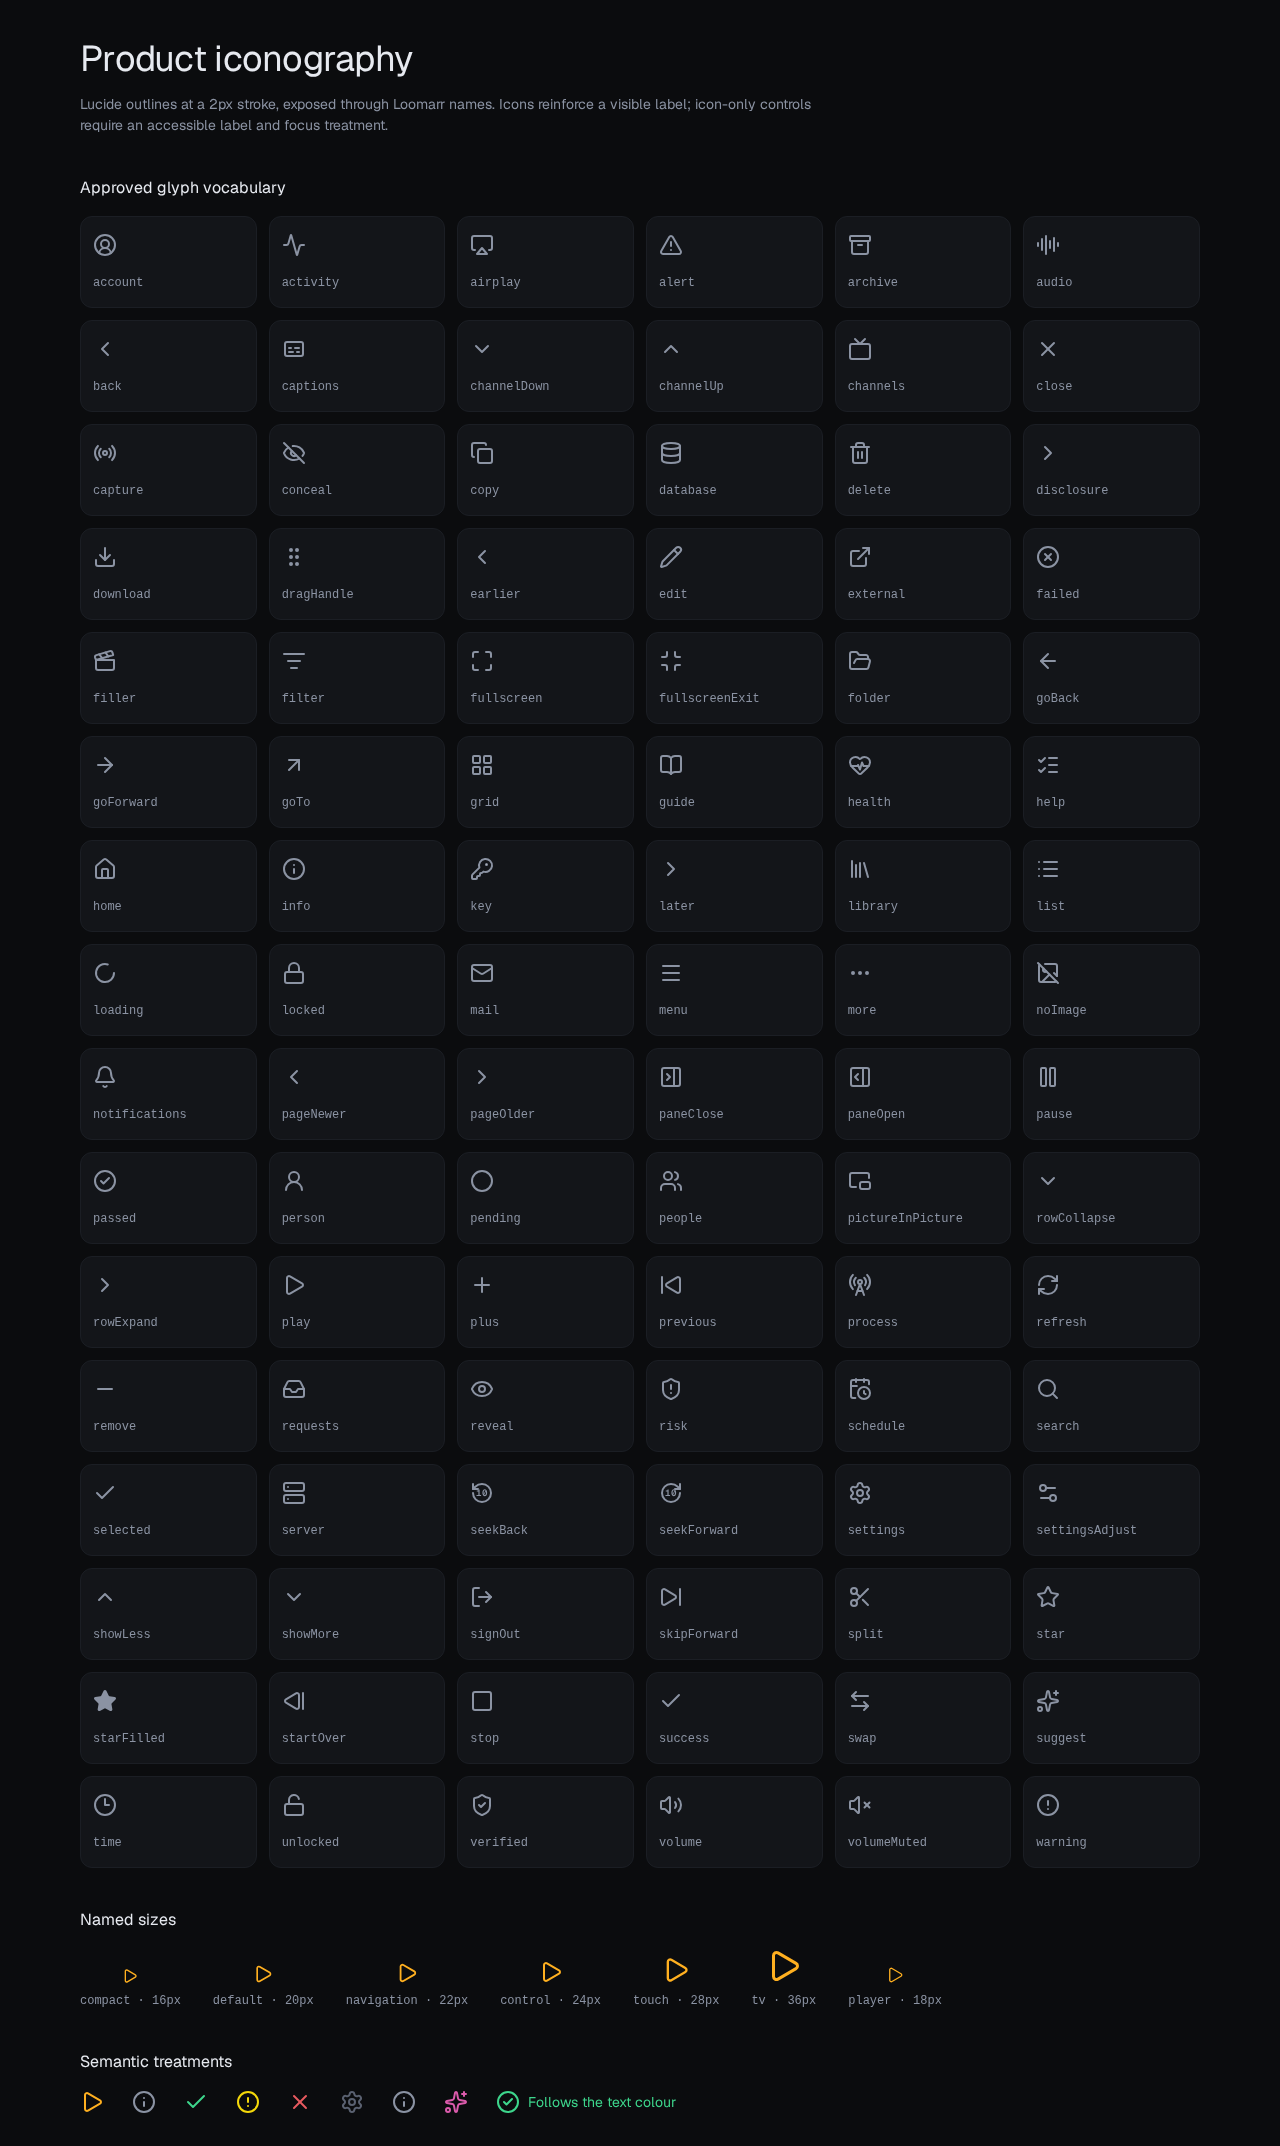 Product iconography
Lucide outlines at a 2px stroke, exposed through Loomarr names. Icons reinforce a visible label; icon-only controls
require an accessible label and focus treatment.
Approved glyph vocabulary
account activity airplay alert archive audio
back captions channelDown channelUp channels close
capture conceal copy database delete disclosure
download dragHandle earlier edit external failed
filler filter fullscreen fullscreenExit folder goBack
goForward goTo grid guide health help
home info key later library list
loading locked mail menu more noImage
notifications pageNewer pageOlder paneClose paneOpen pause
passed person pending people pictureInPicture rowCollapse
rowExpand play plus previous process refresh
remove requests reveal risk schedule search
10 10
selected server seekBack seekForward settings settingsAdjust
showLess showMore signOut skipForward split star
starFilled startOver stop success swap suggest
time unlocked verified volume volumeMuted warning
Named sizes
compact · 16px default · 20px navigation · 22px control · 24px touch · 28px tv · 36px player · 18px
Semantic treatments
Follows the text colour